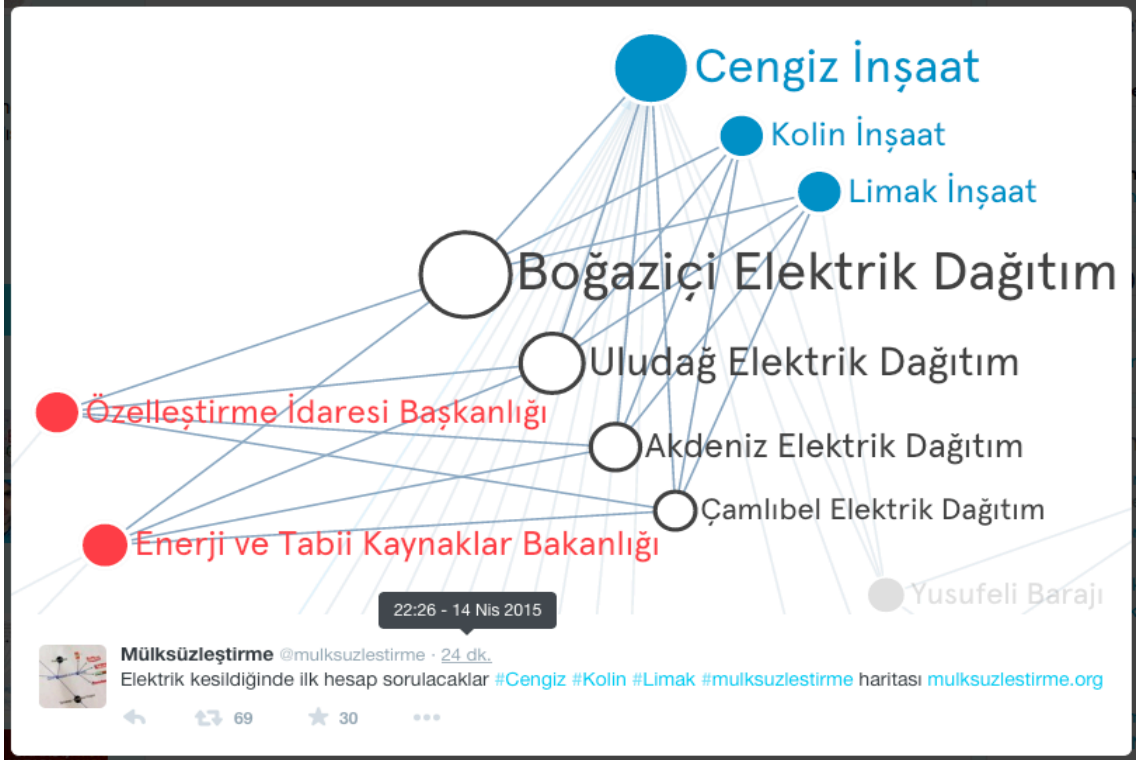 Cengiz İnşaat
Kolin İnşaat
Limak İnşaat
Boğaziçi Elektrik Dağıtım
Uludağ Elektrik Dağıtım
Özelleştirme İdaresi Başkanlığı
Akdeniz Elektrik Dağıtım
Çamlıbel Elektrik Dağıtım
Enerji ve Tabii Kaynaklar Bakanlığı
Yusufeli Barajı
22:26 - 14 Nis 2015
Mülksüzleştirme @mulksuzlestirme · 24 dk.
Elektrik kesildiğinde ilk hesap sorulacaklar #Cengiz #Kolin #Limak #mulksuzlestirme haritası mulksuzlestirme.org
69 30